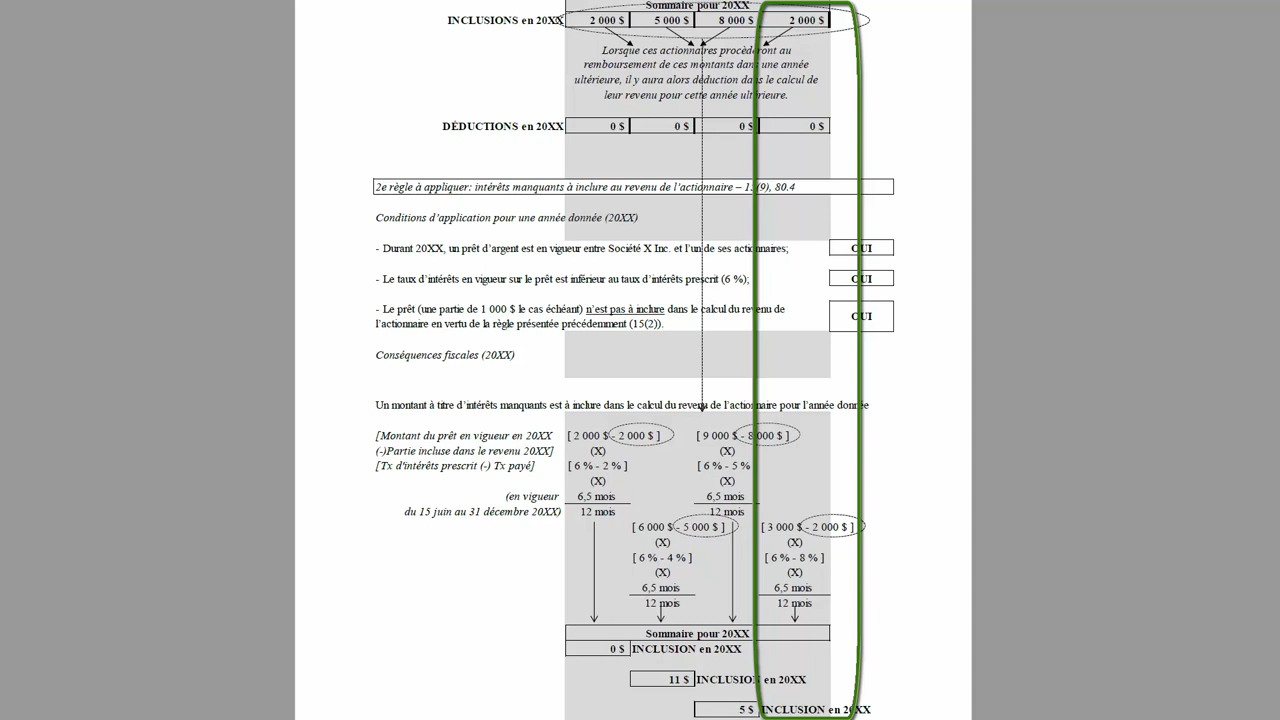 Sommaire pour 20XX
INCLUSIONS en 20XX 2 000 $ 5 000 $ 8 000 $ 2 000 $
Lorsque ces actionnaires procèderont au
remboursement de ces montants dans une année
ultérieure, il y aura alors déduction dans le calcul de
leur revenu pour cette année ultérieure.
DÉDUCTIONS en 20XX 0 $ 0 $ 0 $ 0 $
2e règle à appliquer: intérêts manquants à inclure au revenu de l'actionnaire – 15(9), 80.4
Conditions d'application pour une année donnée (20XX)
- Durant 20XX, un prêt d'argent est en vigueur entre Société X Inc. et l'un de ses actionnaires; OUI
- Le taux d'intérêts en vigueur sur le prêt est inférieur au taux d'intérêts prescrit (6 %); OUI
- Le prêt (une partie de 1 000 $ le cas échéant) n'est pas à inclure dans le calcul du revenu de
l'actionnaire en vertu de la règle présentée précédemment (15(2)). OUI
Conséquences fiscales (20XX)
Un montant à titre d'intérêts manquants est à inclure dans le calcul du revenu de l'actionnaire pour l'année donnée
[Montant du prêt en vigueur en 20XX [ 2 000 $ - 2 000 $ ] [ 9 000 $ - 8 000 $ ]
(-)Partie incluse dans le revenu 20XX] (X) (X)
[Tx d'intérêts prescrit (-) Tx payé] [ 6 % - 2 % ] [ 6 % - 5 %
(X) (X)
(en vigueur 6,5 mois 6,5 mois
du 15 juin au 31 décembre 20XX) 12 mois 12 mois
[ 6 000 $ - 5 000 $ ] [ 3 000 $ - 2 000 $ ]
(X) (X)
[ 6 % - 4 % ] [ 6 % - 8 % ]
(X) (X)
6,5 mois 6,5 mois
12 mois 12 mois
Sommaire pour 20XX
0 $ INCLUSION en 20XX
11 $ INCLUSION en 20XX
5 $ INCLUSION en 20XX